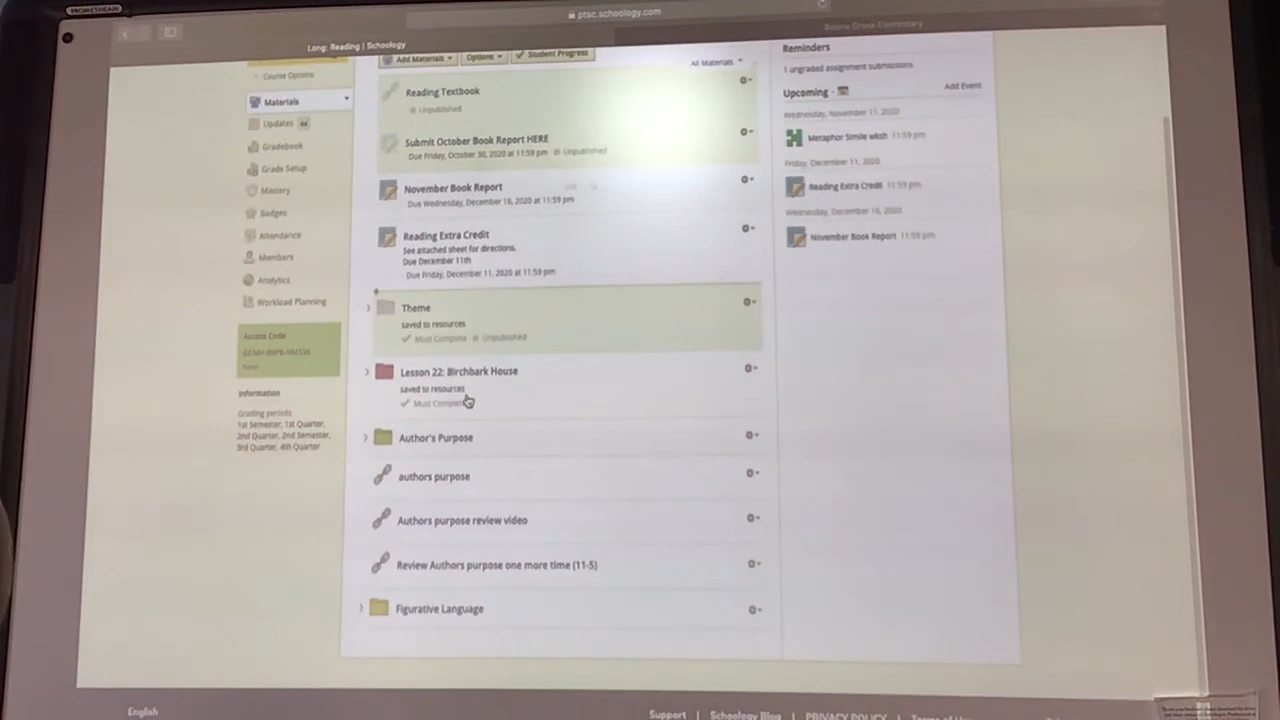 PROMETHEAN
ptsc.schoology.com
Long: Reading | Schoology
Course Options
Materials
Updates 44
Gradebook
Grade Setup
Mastery
Badges
Attendance
Members
Analytics
Workload Planning
Access Code
Reset
Information
Grading periods
1st Semester, 1st Quarter,
2nd Quarter, 2nd Semester,
3rd Quarter, 4th Quarter
Add Materials
Options
Student Progress
All Materials
Reading Textbook
Unpublished
Submit October Book Report HERE
Due Friday, October 30, 2020 at 11:59 pm Unpublished
November Book Report
Due Wednesday, December 16, 2020 at 11:59 pm
Reading Extra Credit
See attached sheet for directions.
Due December 11th
Due Friday, December 11, 2020 at 11:59 pm
Theme
saved to resources
Must Complete Unpublished
Lesson 22: Birchbark House
saved to resources
Must Complete
Author's Purpose
authors purpose
Authors purpose review video
Review Authors purpose one more time (11-5)
Figurative Language
Reminders
1 ungraded assignment submissions
Upcoming
Add Event
Wednesday, November 11, 2020
Metaphor Simile wksh 11:59 pm
Friday, December 11, 2020
Reading Extra Credit 11:59 pm
Wednesday, December 16, 2020
November Book Report 11:59 pm
English
Support | Schoology Blog | PRIVACY POLICY | Terms of